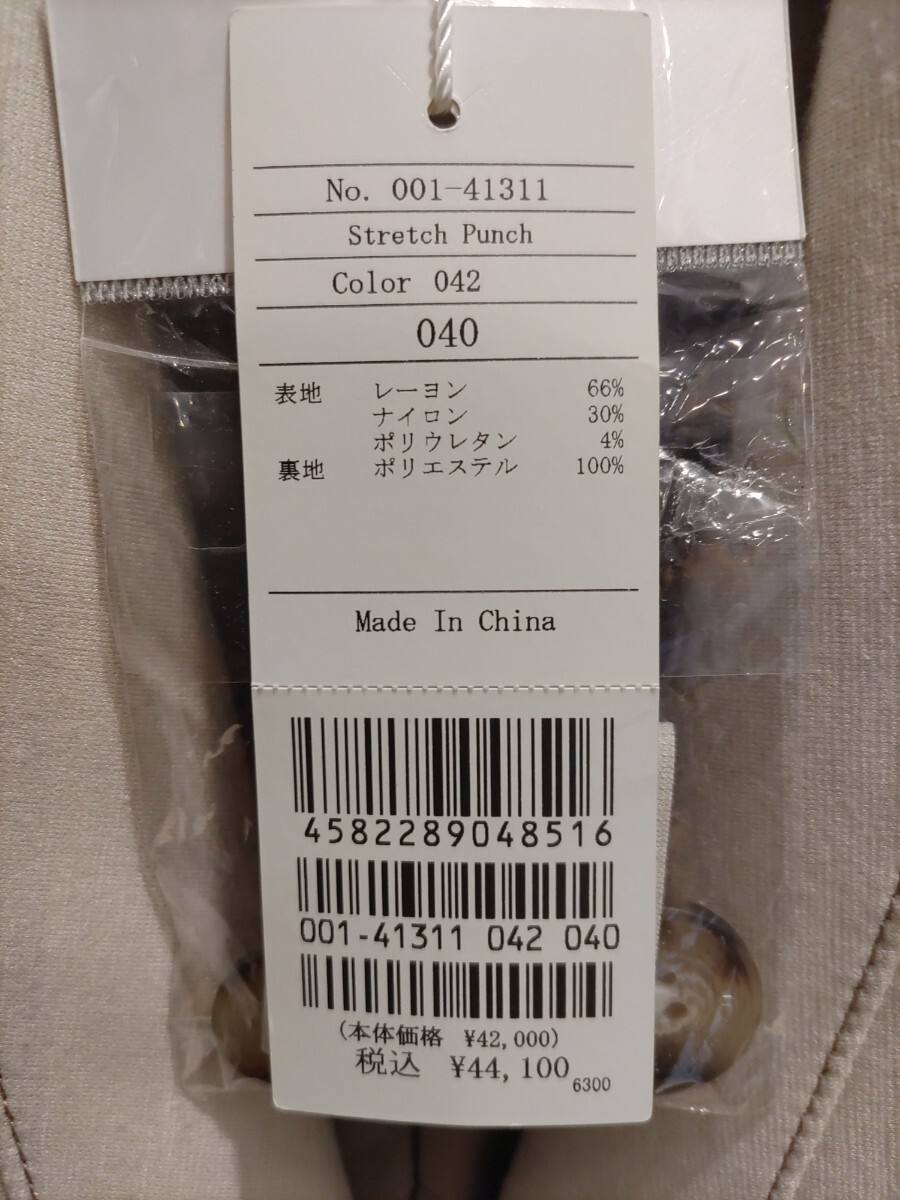 No. 001-41311
Stretch Punch
Color 042
040
表地 レーヨン 66%
ナイロン 30%
ポリウレタン 4%
裏地 ポリエステル 100%
Made In China
4582289048516
001-41311 042 040
(本体価格 ¥42,000)
税込 ¥44,100
6300